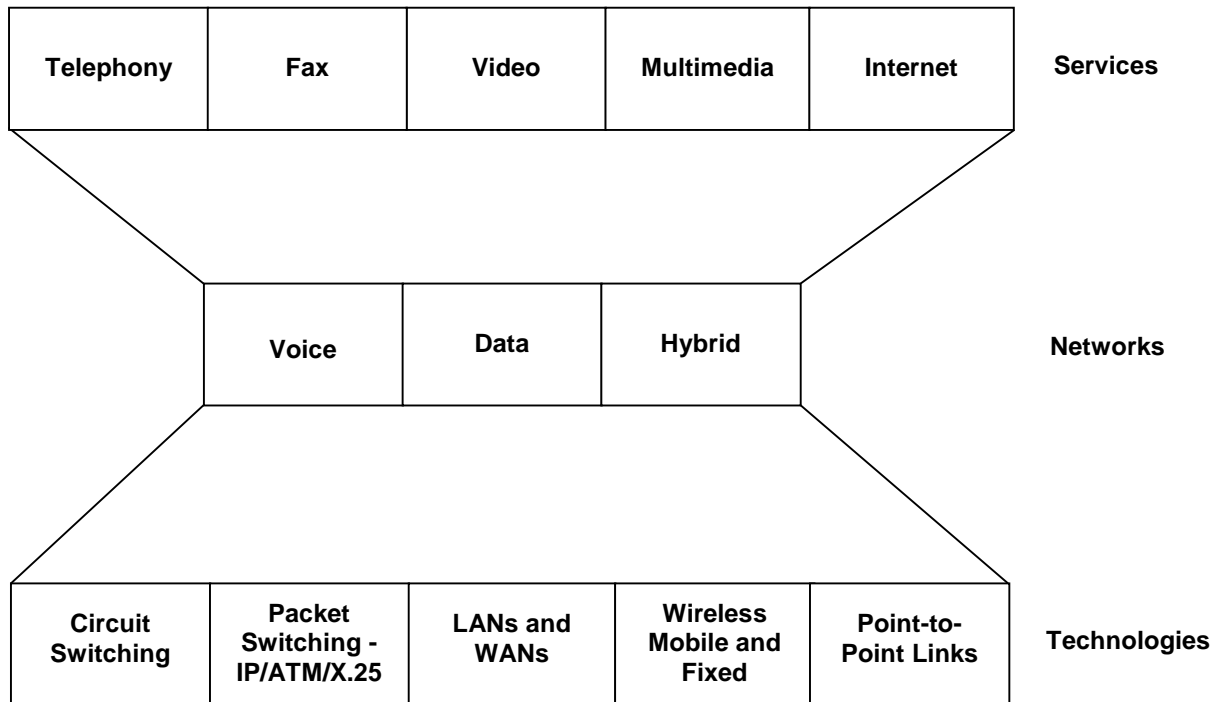 Telephony
Fax
Video
Multimedia
Internet
Services
Voice
Data
Hybrid
Networks
Circuit
Switching
Packet
Switching -
IP/ATM/X.25
LANs and
WANs
Wireless
Mobile and
Fixed
Point-to-
Point Links
Technologies